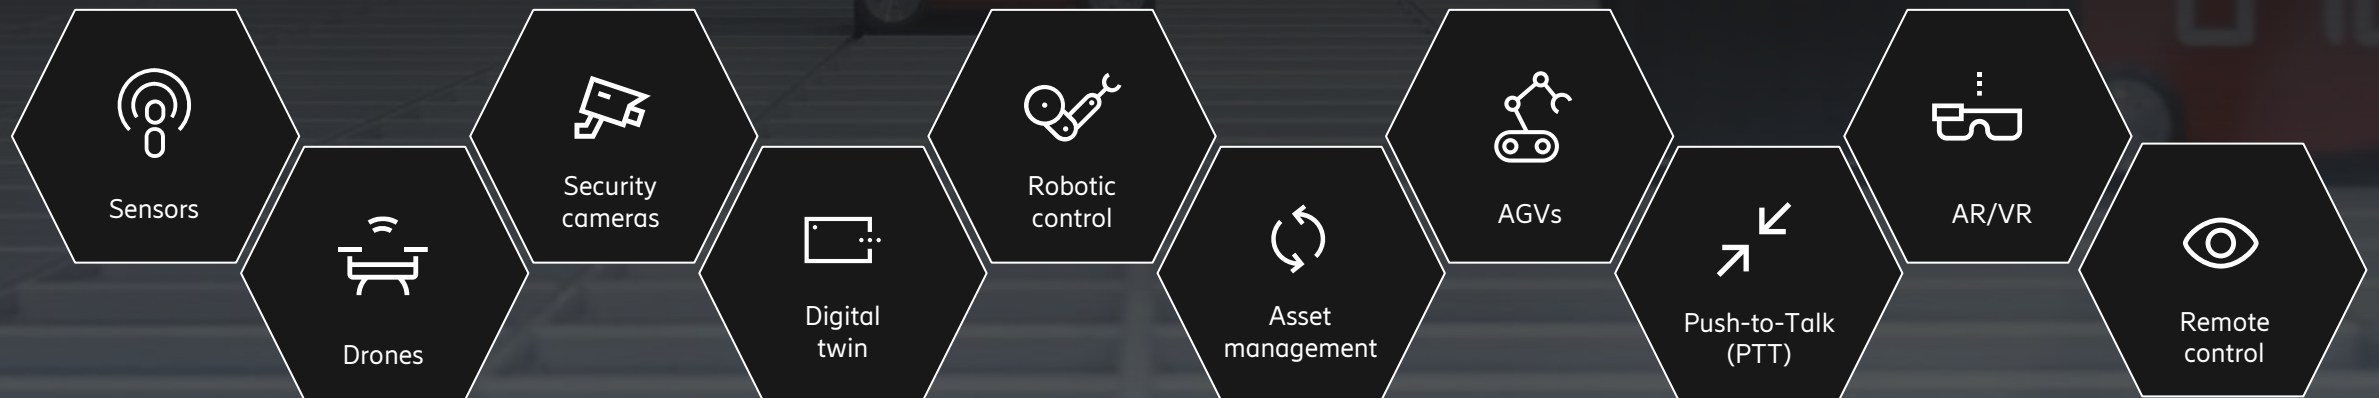 Sensors
Drones
Security
cameras
Digital
twin
Robotic
control
Asset
management
AGVs
Push-to-Talk
(PTT)
AR/VR
Remote
control